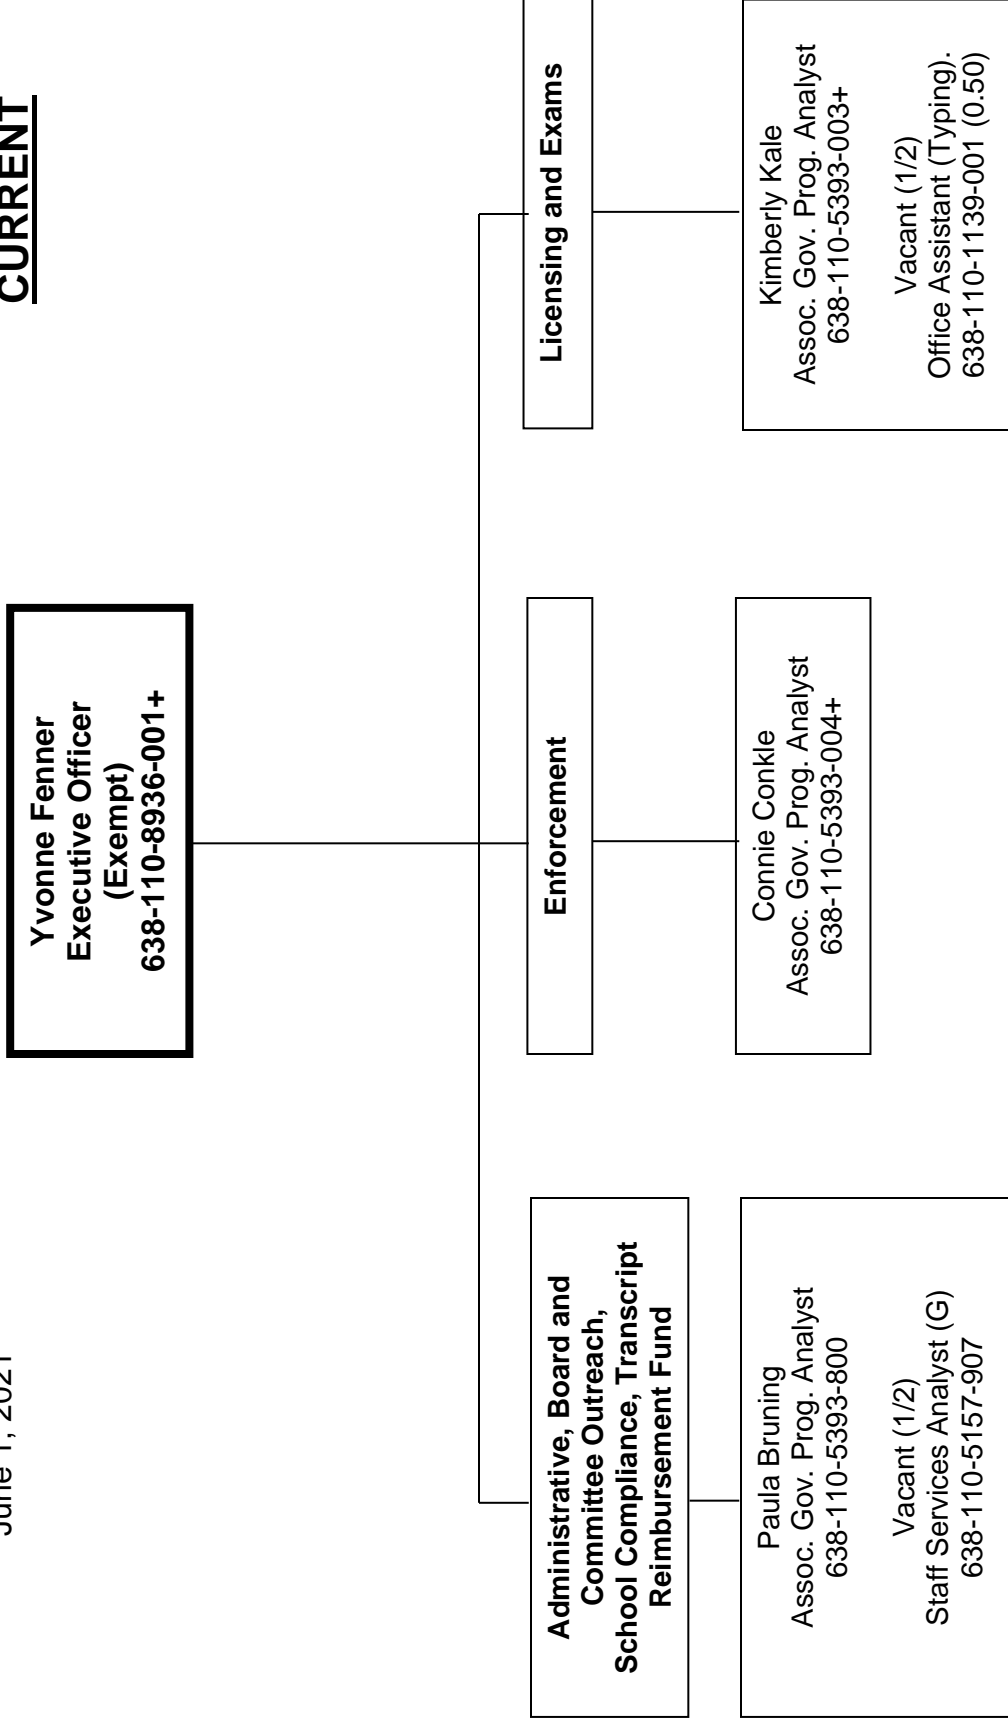 June 1, 2021
CURRENT
Yvonne Fenner
Executive Officer
(Exempt)
638-110-8936-001+
Administrative, Board and
Committee Outreach,
School Compliance, Transcript
Reimbursement Fund
Enforcement
Licensing and Exams
Paula Bruning
Assoc. Gov. Prog. Analyst
638-110-5393-800
Vacant (1/2)
Staff Services Analyst (G)
638-110-5157-907
Connie Conkle
Assoc. Gov. Prog. Analyst
638-110-5393-004+
Kimberly Kale
Assoc. Gov. Prog. Analyst
638-110-5393-003+
Vacant (1/2)
Office Assistant (Typing).
638-110-1139-001 (0.50)